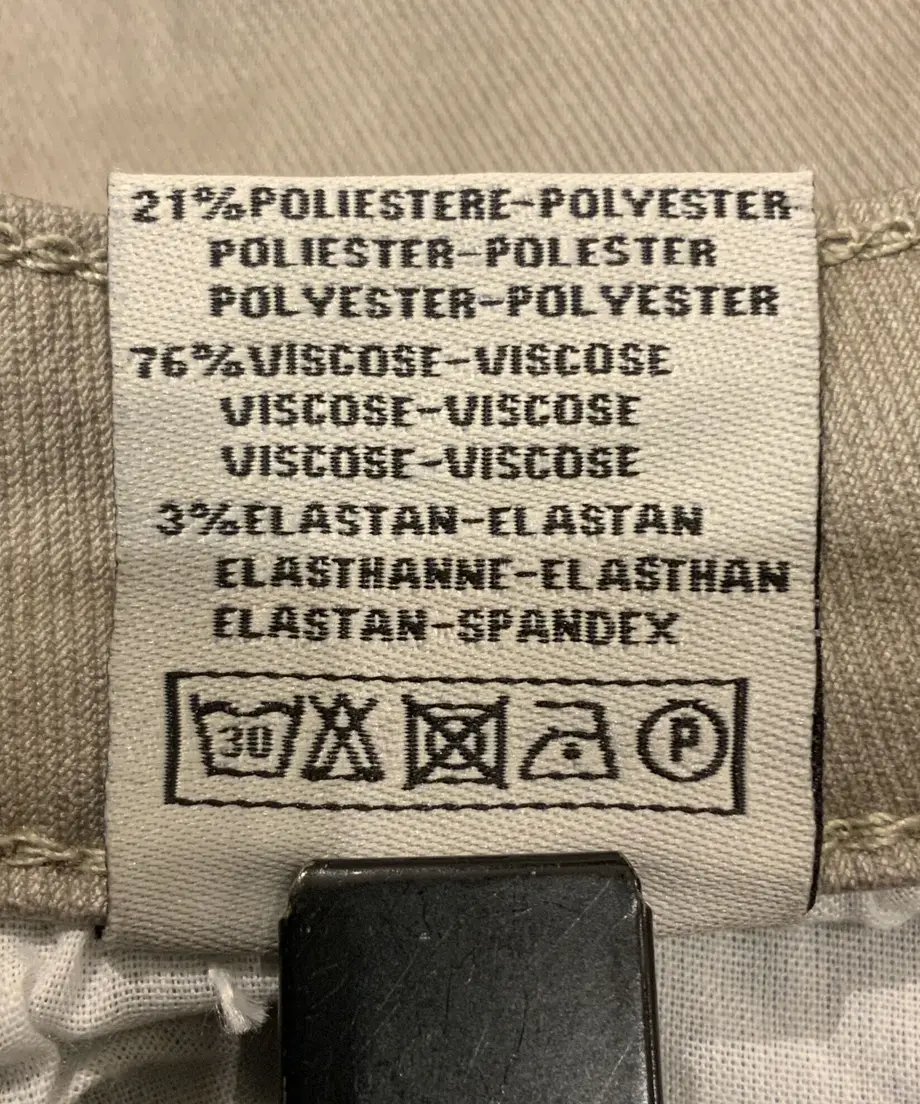 21%POLIESTERE-POLYESTER
POLIESTER-POLESTER
POLYESTER-POLYESTER
76%VISCOSE-VISCOSE
VISCOSE-VISCOSE
VISCOSE-VISCOSE
3%ELASTAN-ELASTAN
ELASTHANNE-ELASTHAN
ELASTAN-SPANDEX
30 P